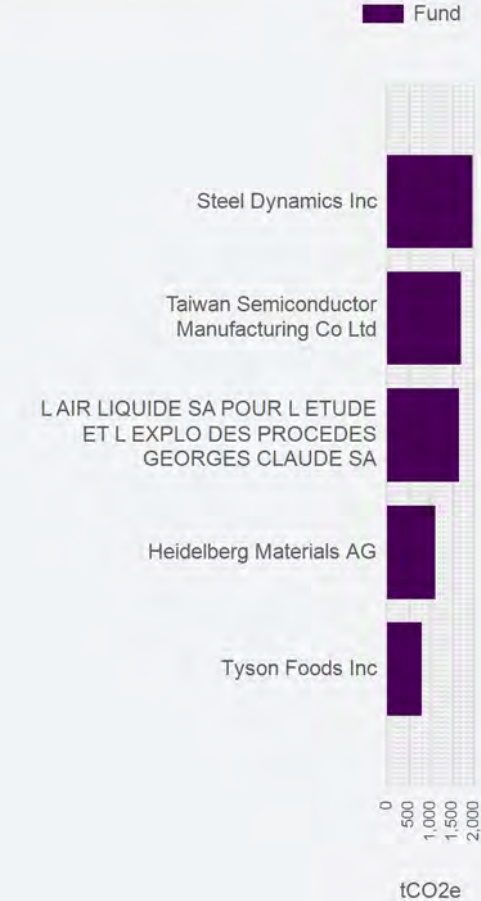 Fund
Steel Dynamics Inc
Taiwan Semiconductor
Manufacturing Co Ltd
L AIR LIQUIDE SA POUR L ETUDE
ET L EXPLO DES PROCEDES
GEORGES CLAUDE SA
Heidelberg Materials AG
Tyson Foods Inc
0
500
1,000
1,500
2,000
tCO2e